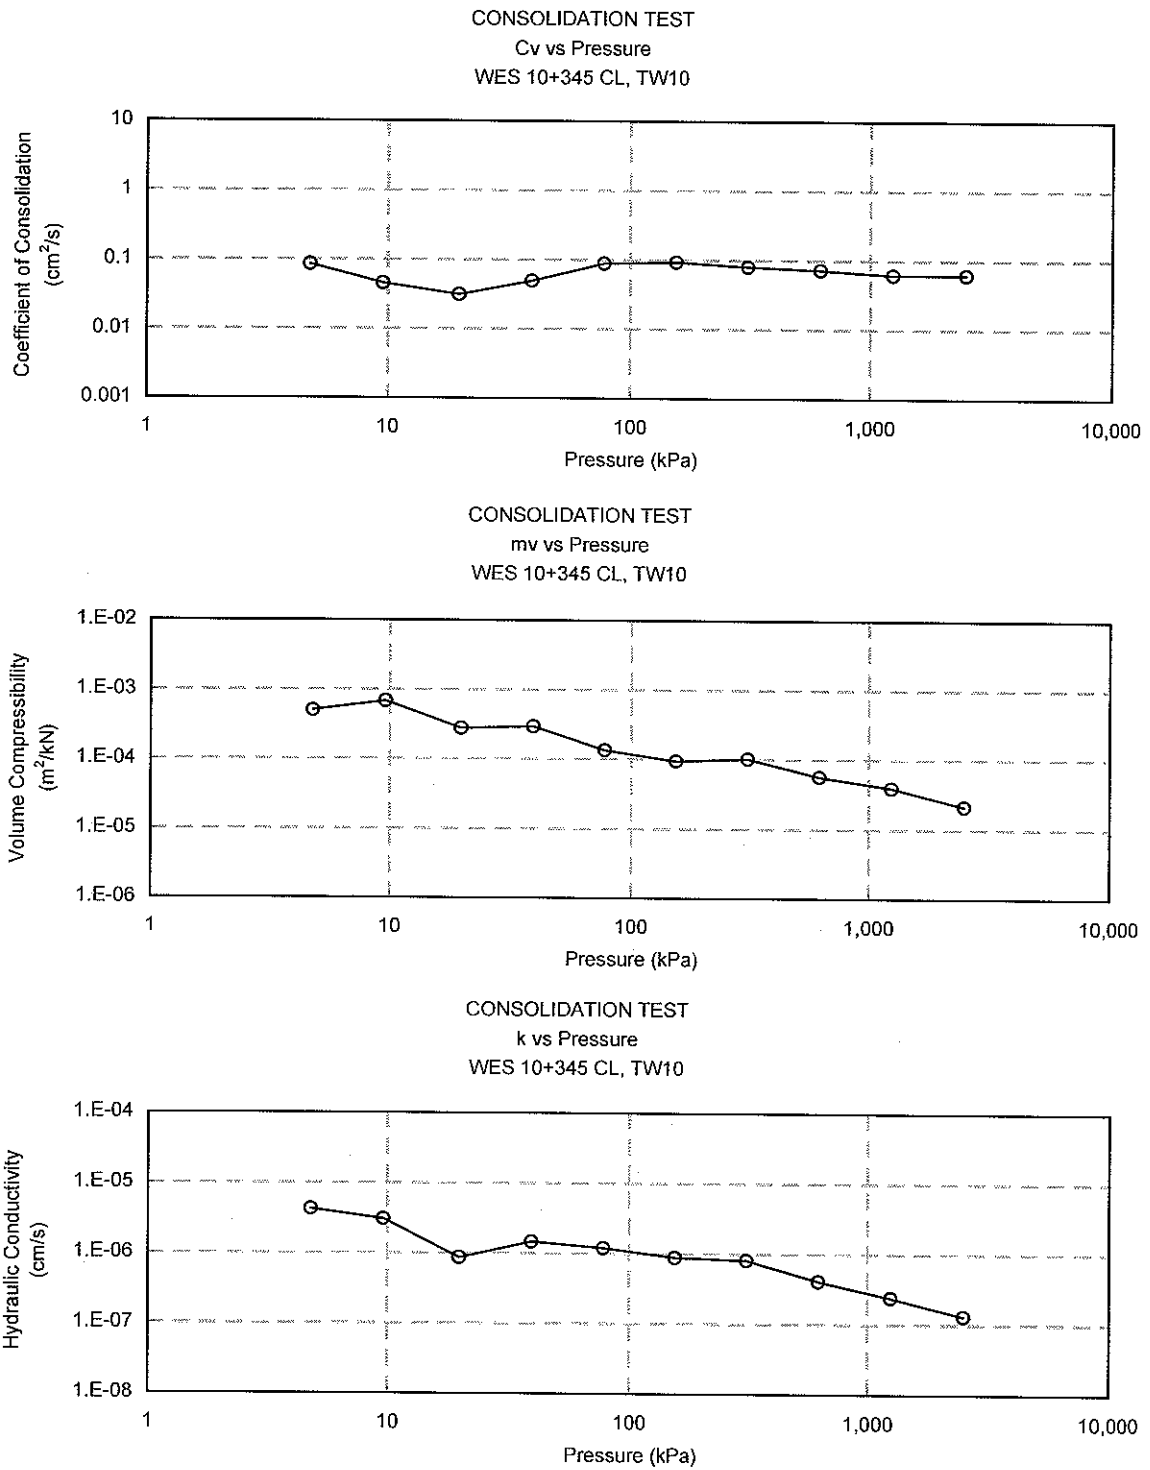 CONSOLIDATION TEST
Cv vs Pressure
WES 10+345 CL, TW10
Coefficient of Consolidation
(cm²/s)
10
1
0.1
0.01
0.001
1
10
100
1,000
10,000
Pressure (kPa)
CONSOLIDATION TEST
mv vs Pressure
WES 10+345 CL, TW10
Volume Compressibility
(m²/kN)
1.E-02
1.E-03
1.E-04
1.E-05
1.E-06
1
10
100
1,000
10,000
Pressure (kPa)
CONSOLIDATION TEST
k vs Pressure
WES 10+345 CL, TW10
Hydraulic Conductivity
(cm/s)
1.E-04
1.E-05
1.E-06
1.E-07
1.E-08
1
10
100
1,000
10,000
Pressure (kPa)